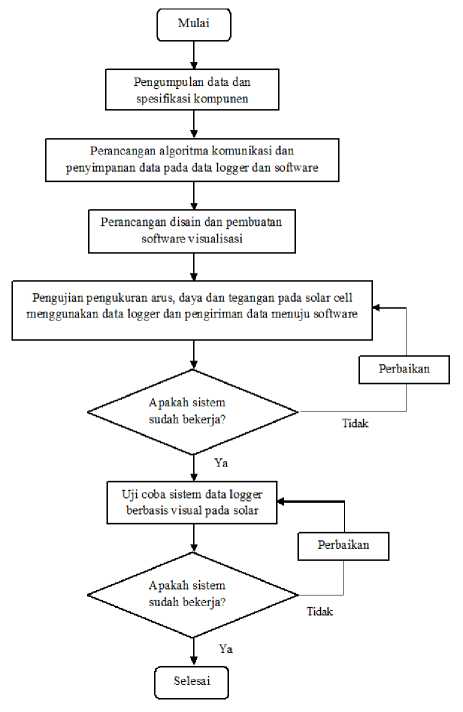 Mulai
Pengumpulan data dan
spesifikasi kompunen
Perancangan algoritma komunikasi dan
penyimpanan data pada data logger dan software
Perancangan disain dan pembuatan
software visualisasi
Pengujian pengukuran arus, daya dan tegangan pada solar cell
menggunakan data logger dan pengiriman data menuju software
Perbaikan
Apakah sistem
sudah bekerja?
Tidak
Ya
Uji coba sistem data logger
berbasis visual pada solar
Perbaikan
Apakah sistem
sudah bekerja?
Tidak
Ya
Selesai